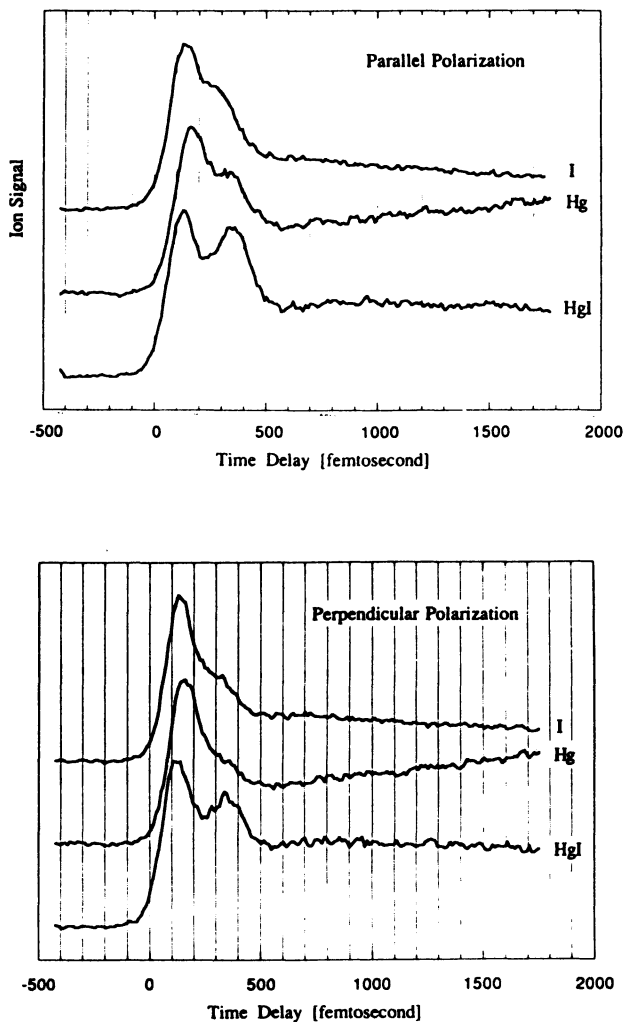 Parallel Polarization
Ion Signal
I
Hg
HgI
-500 0 500 1000 1500 2000
Time Delay [femtosecond]
Perpendicular Polarization
I
Hg
HgI
-500 0 500 1000 1500 2000
Time Delay [femtosecond]